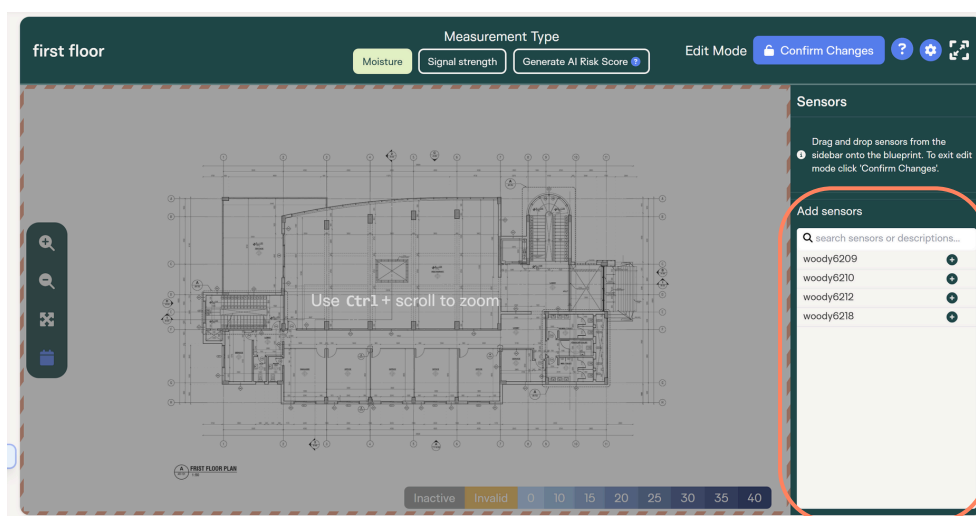 first floor
Measurement Type
Moisture
Signal strength
Generate AI Risk Score ?
Edit Mode
Confirm Changes
?
Sensors
Drag and drop sensors from the
sidebar onto the blueprint. To exit edit
mode click 'Confirm Changes'.
Add sensors
search sensors or descriptions...
woody6209
woody6210
woody6212
woody6218
Use Ctrl + scroll to zoom
A
FRIST FLOOR PLAN
Inactive
Invalid
0
10
15
20
25
30
35
40